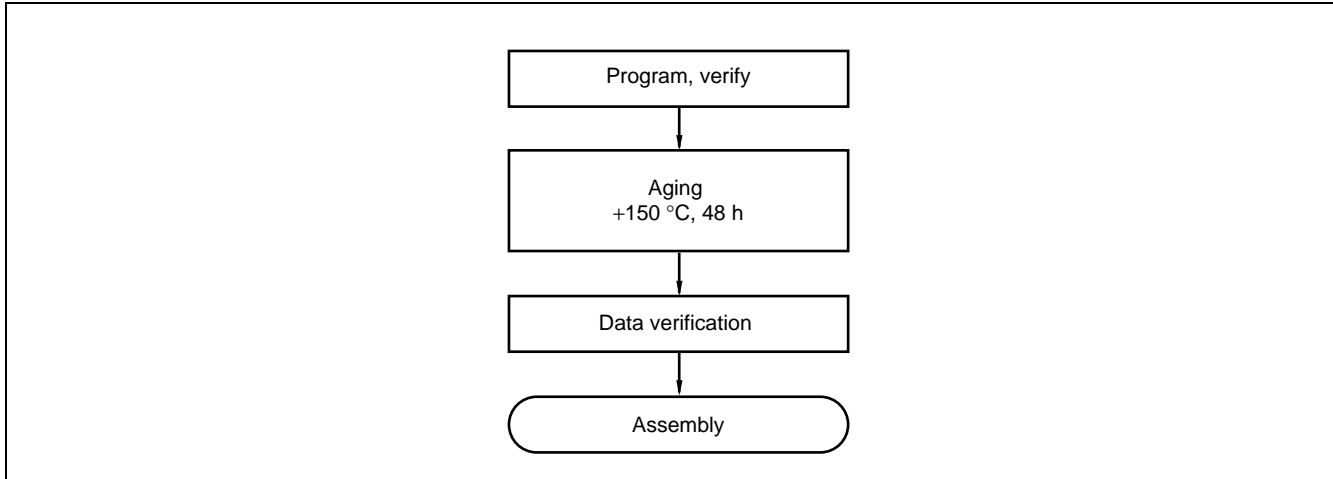 Program, verify
Aging
+150 °C, 48 h
Data verification
Assembly